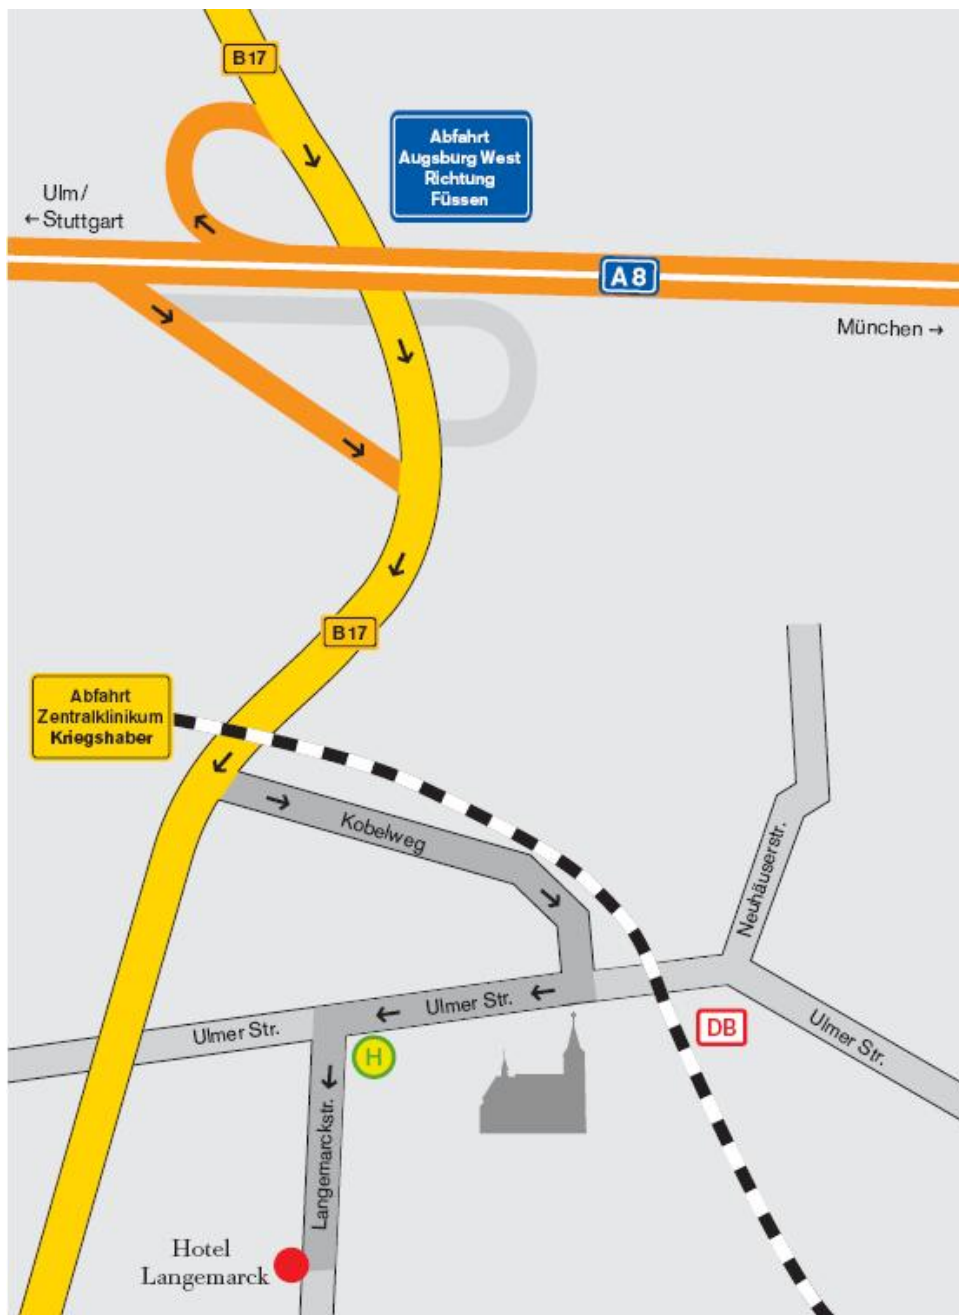 B17
Abfahrt
Augsburg West
Richtung
Füssen
Ulm/
←Stuttgart
A 8
München →
B17
Abfahrt
Zentralklinikum
Kriegshaber
Kobelweg
Neuhäuserstr.
Ulmer Str.
Ulmer Str.
DB
Ulmer Str.
H
Langemarckstr.
Hotel
Langemarck